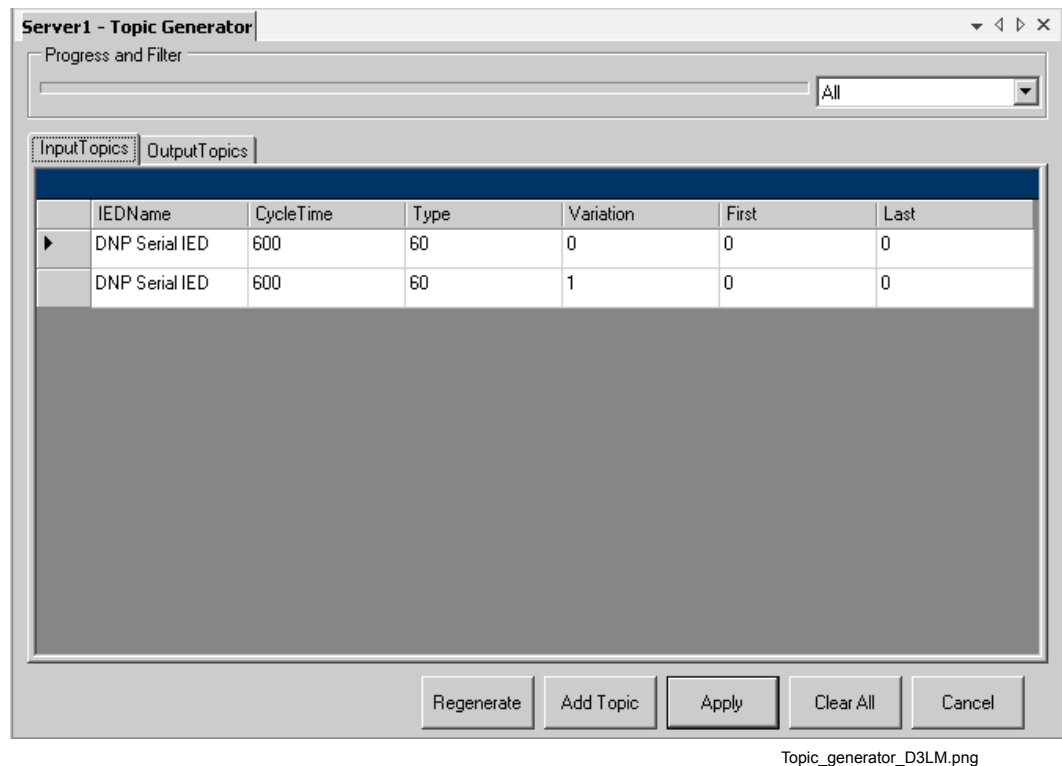 Server1 - Topic Generator
Progress and Filter
All
InputTopics OutputTopics
IEDName CycleTime Type Variation First Last
DNP Serial IED 600 60 0 0 0
DNP Serial IED 600 60 1 0 0
Regenerate Add Topic Apply Clear All Cancel
Topic_generator_D3LM.png